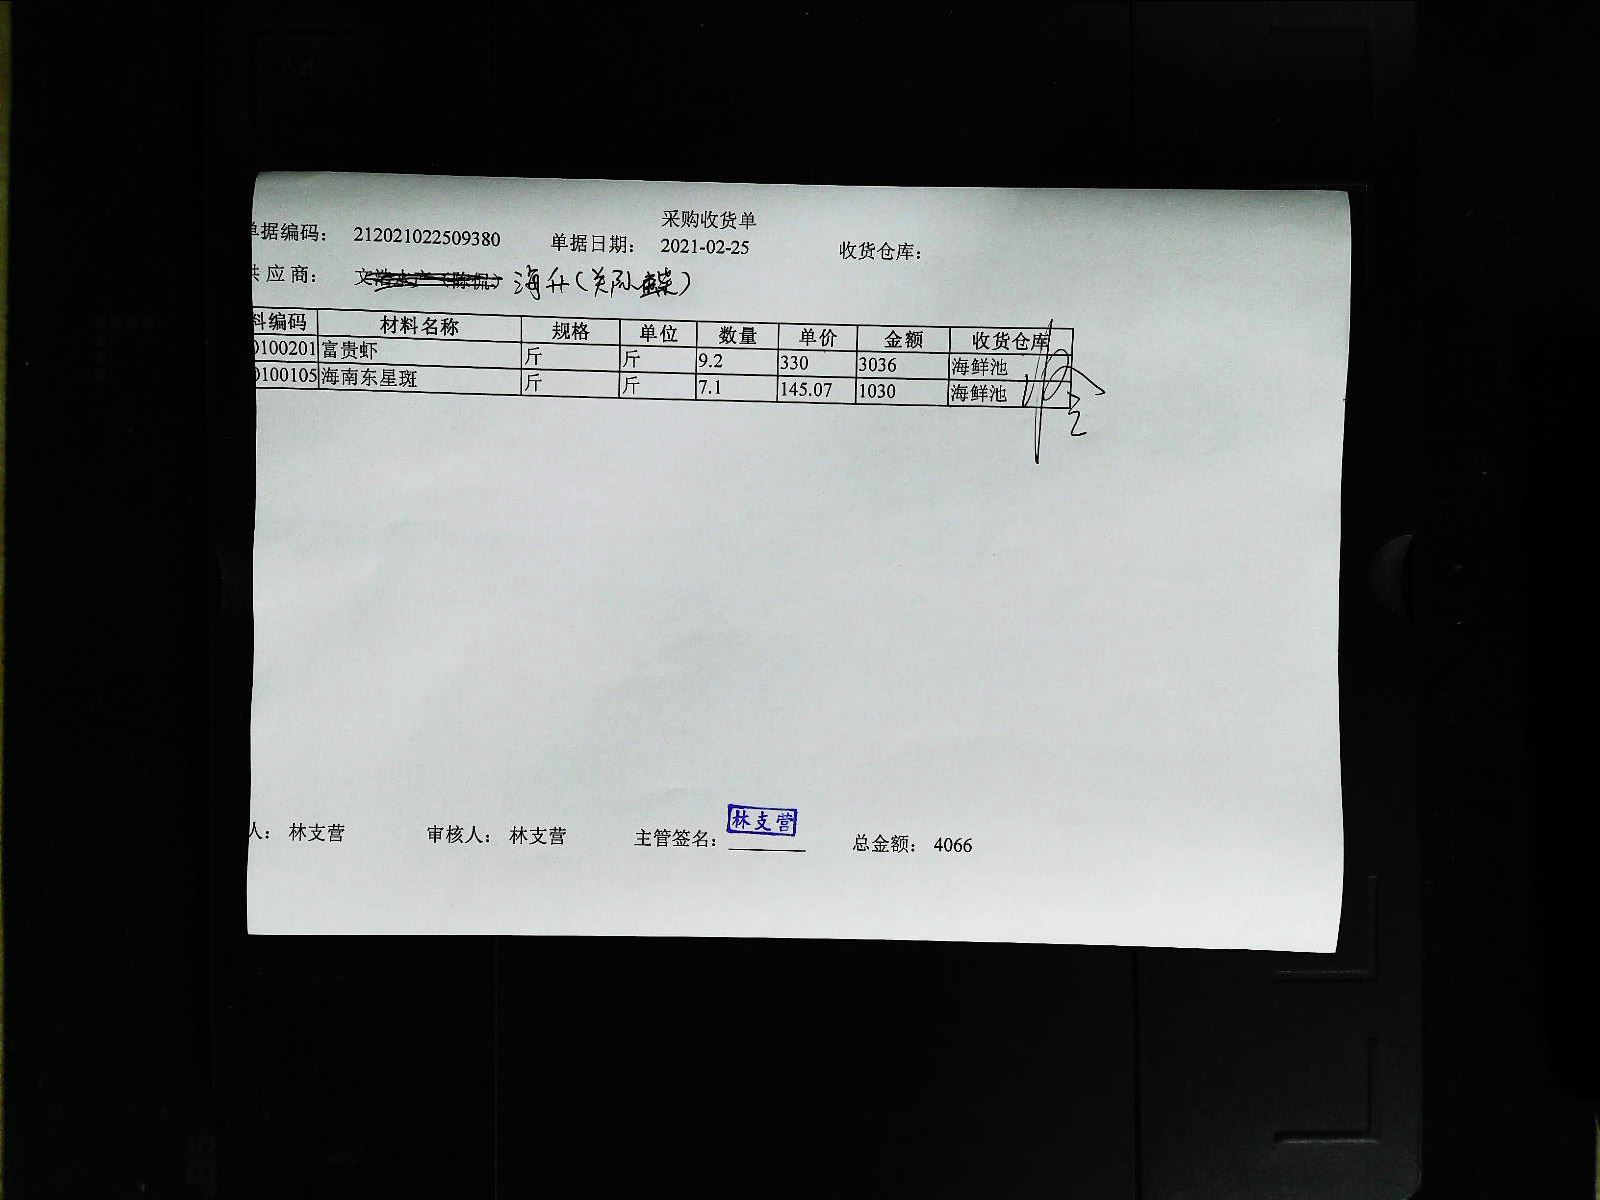 采购收货单
单据编码： 212021022509380 单据日期： 2021-02-25 收货仓库：
供应商： 文 海升(关孙蝶)
料编码 材料名称 规格 单位 数量 单价 金额 收货仓库
0100201 富贵虾 斤 斤 9.2 330 3036 海鲜池
0100105 海南东星斑 斤 斤 7.1 145.07 1030 海鲜池
人： 林支营 审核人： 林支营 主管签名： 林支营 总金额： 4066